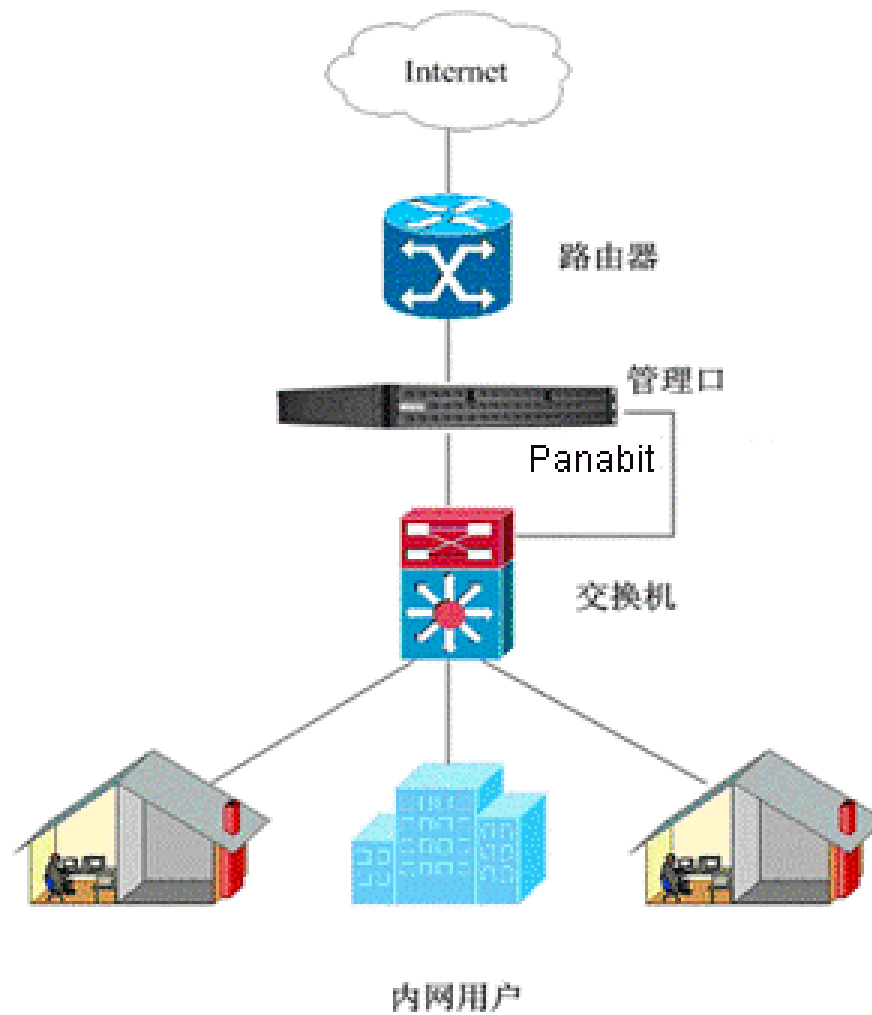 Internet
路由器
管理口
Panabit
交换机
内网用户